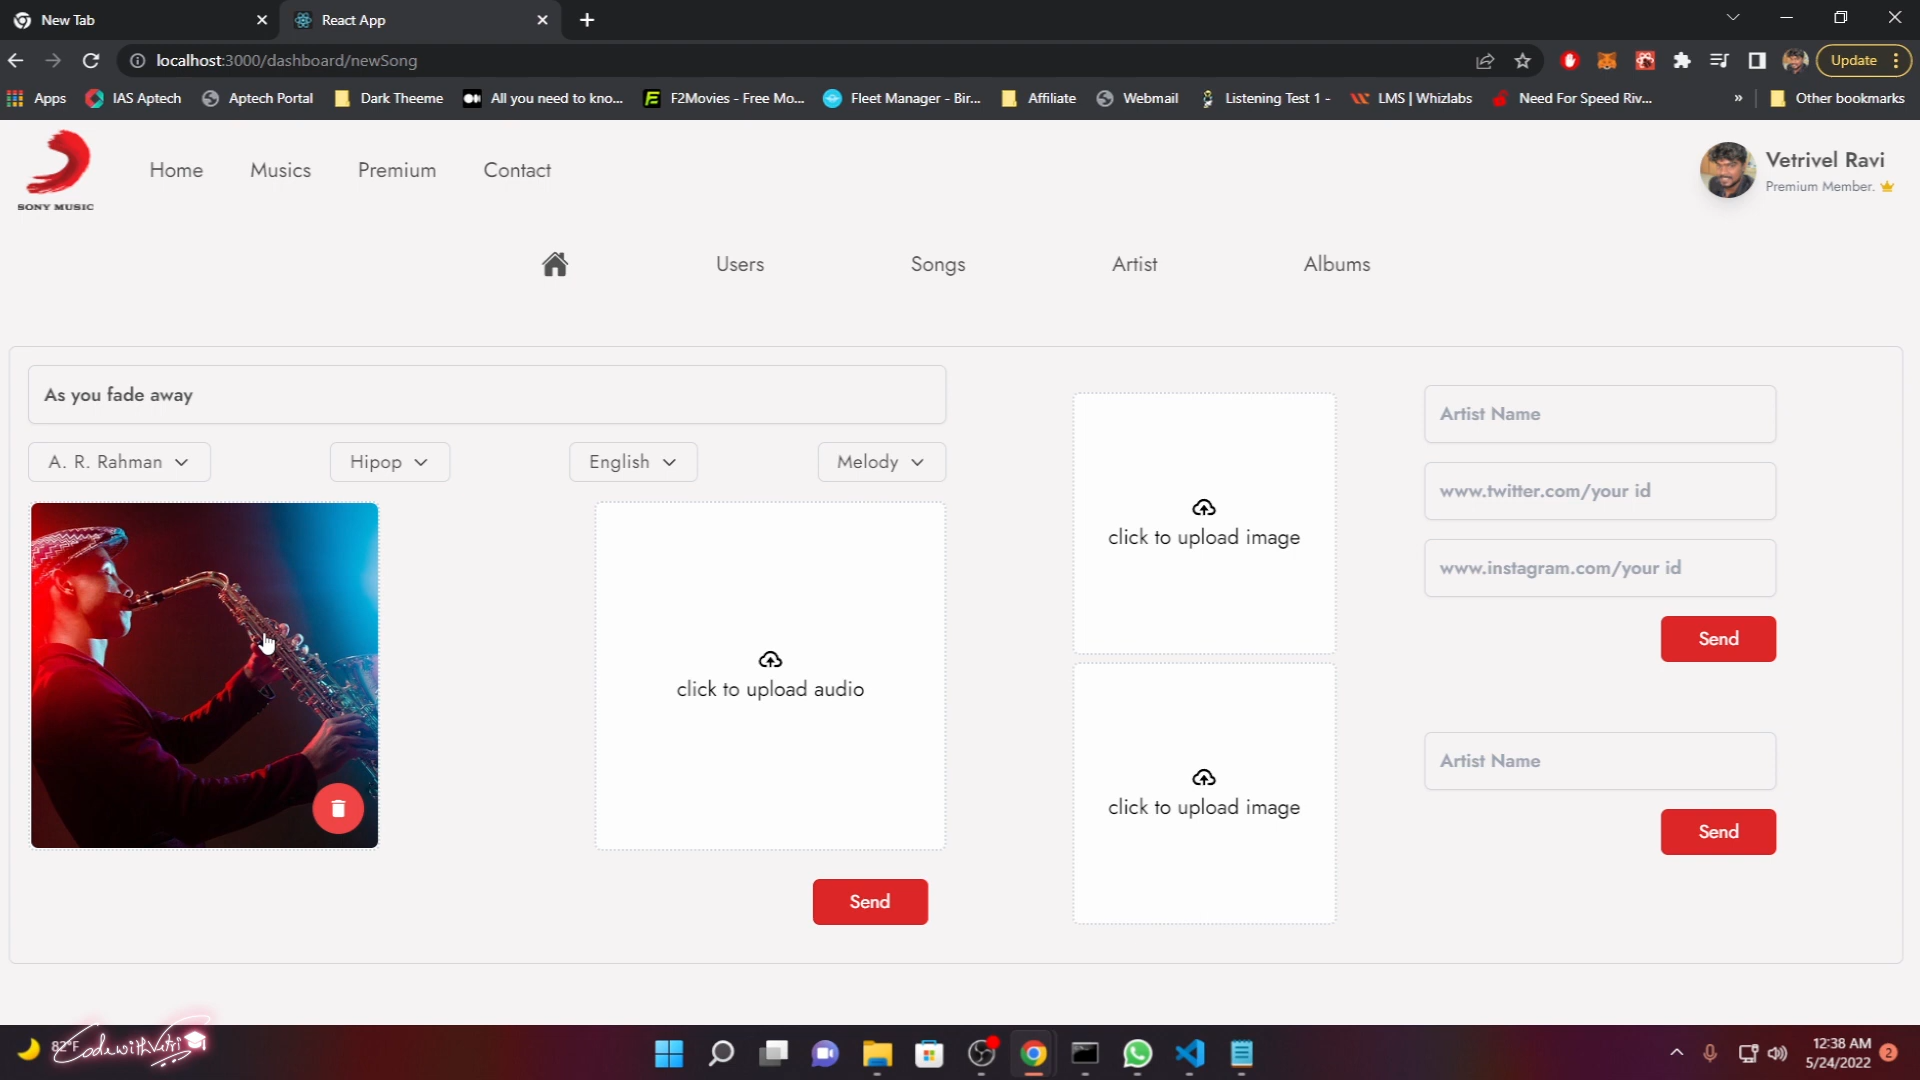 New Tab
React App
localhost:3000/dashboard/newSong
Update
Apps
IAS Aptech
Aptech Portal
Dark Theeme
All you need to kno...
F2Movies - Free Mo...
Fleet Manager - Bir...
Affiliate
Webmail
Listening Test 1 -
LMS | Whizlabs
Need For Speed Riv...
»
Other bookmarks
SONY MUSIC
Home
Musics
Premium
Contact
Vetrivel Ravi
Premium Member.
Users
Songs
Artist
Albums
As you fade away
A. R. Rahman
Hipop
English
Melody
click to upload audio
Send
click to upload image
click to upload image
Artist Name
www.twitter.com/your id
www.instagram.com/your id
Send
Artist Name
Send
82°F
CodewithVetri
12:38 AM
5/24/2022
2